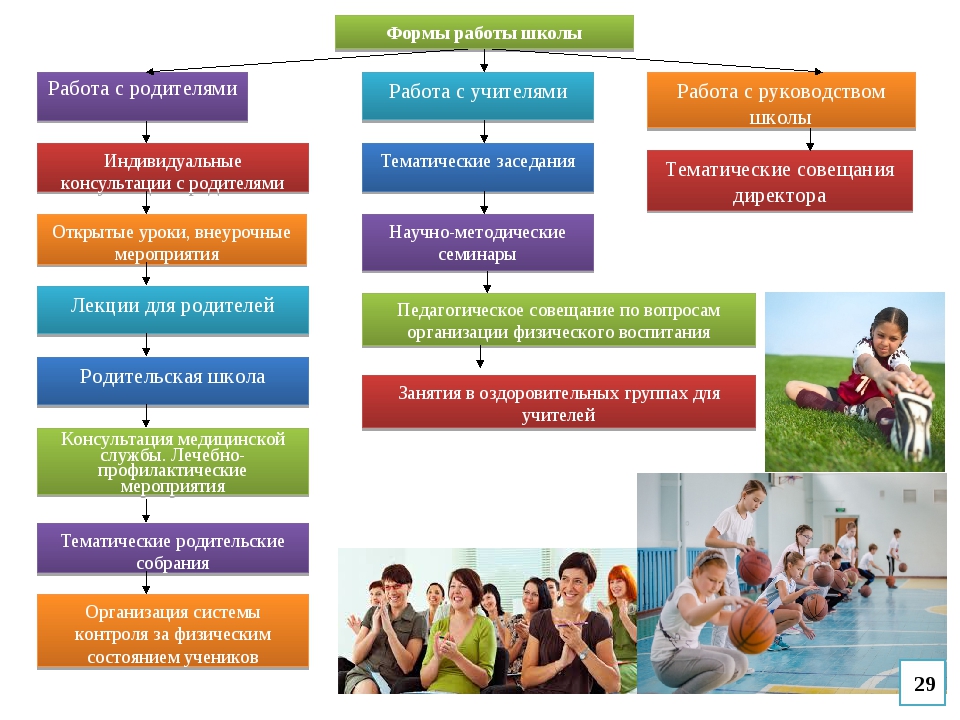 Формы работы школы
Работа с родителями
Индивидуальные
консультации с родителями
Открытые уроки, внеурочные
мероприятия
Лекции для родителей
Родительская школа
Консультация медицинской
службы. Лечебно-
профилактические
мероприятия
Тематические родительские
собрания
Организация системы
контроля за физическим
состоянием учеников
Работа с учителями
Тематические заседания
Научно-методические
семинары
Педагогическое совещание по вопросам
организации физического воспитания
Занятия в оздоровительных группах для
учителей
Работа с руководством
школы
Тематические совещания
директора
29